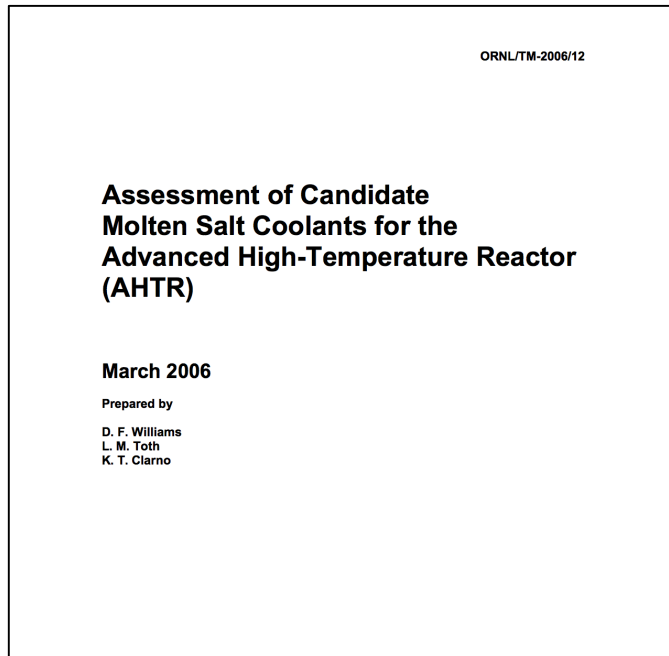 ORNL/TM-2006/12
Assessment of Candidate
Molten Salt Coolants for the
Advanced High-Temperature Reactor
(AHTR)
March 2006
Prepared by
D. F. Williams
L. M. Toth
K. T. Clarno